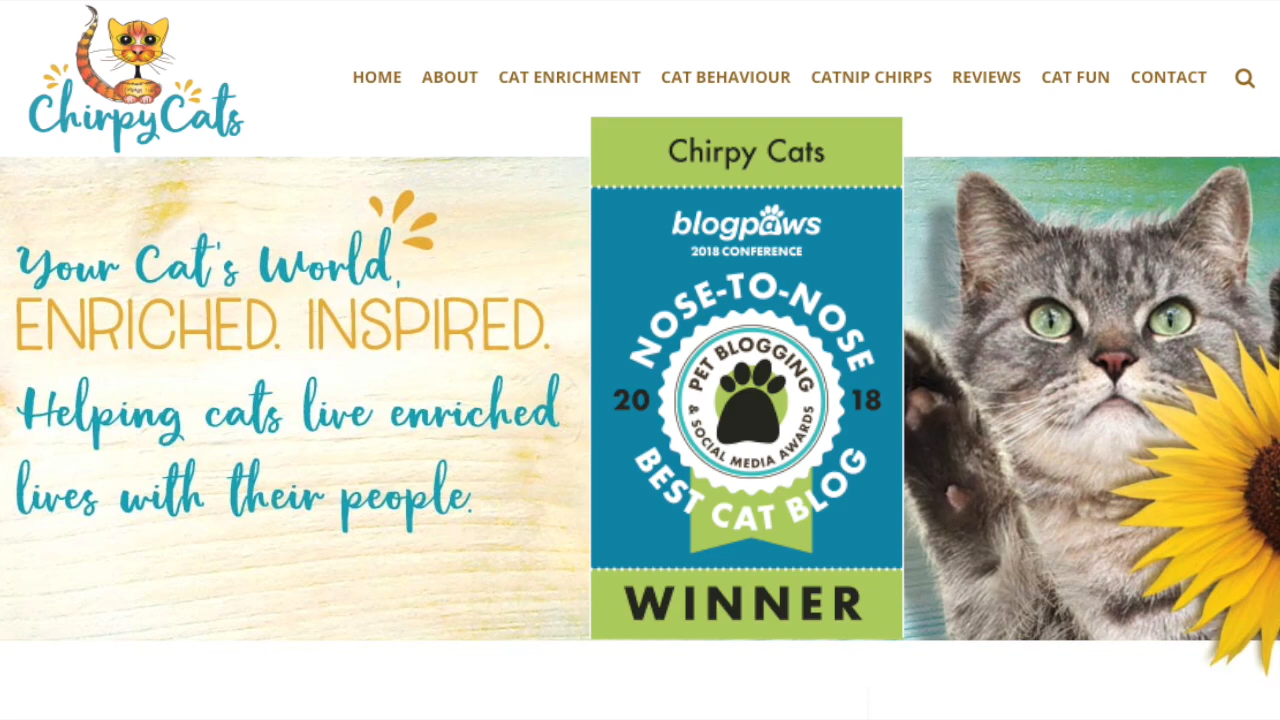 ChirpyCats
HOME ABOUT CAT ENRICHMENT CAT BEHAVIOUR CATNIP CHIRPS REVIEWS CAT FUN CONTACT
Your Cat's World,
ENRICHED. INSPIRED.
Helping cats live enriched
lives with their people.
Chirpy Cats
blogpaws
2018 CONFERENCE
NOSE-TO-NOSE
PET BLOGGING
& SOCIAL MEDIA AWARDS
20 18
BEST CAT BLOG
WINNER